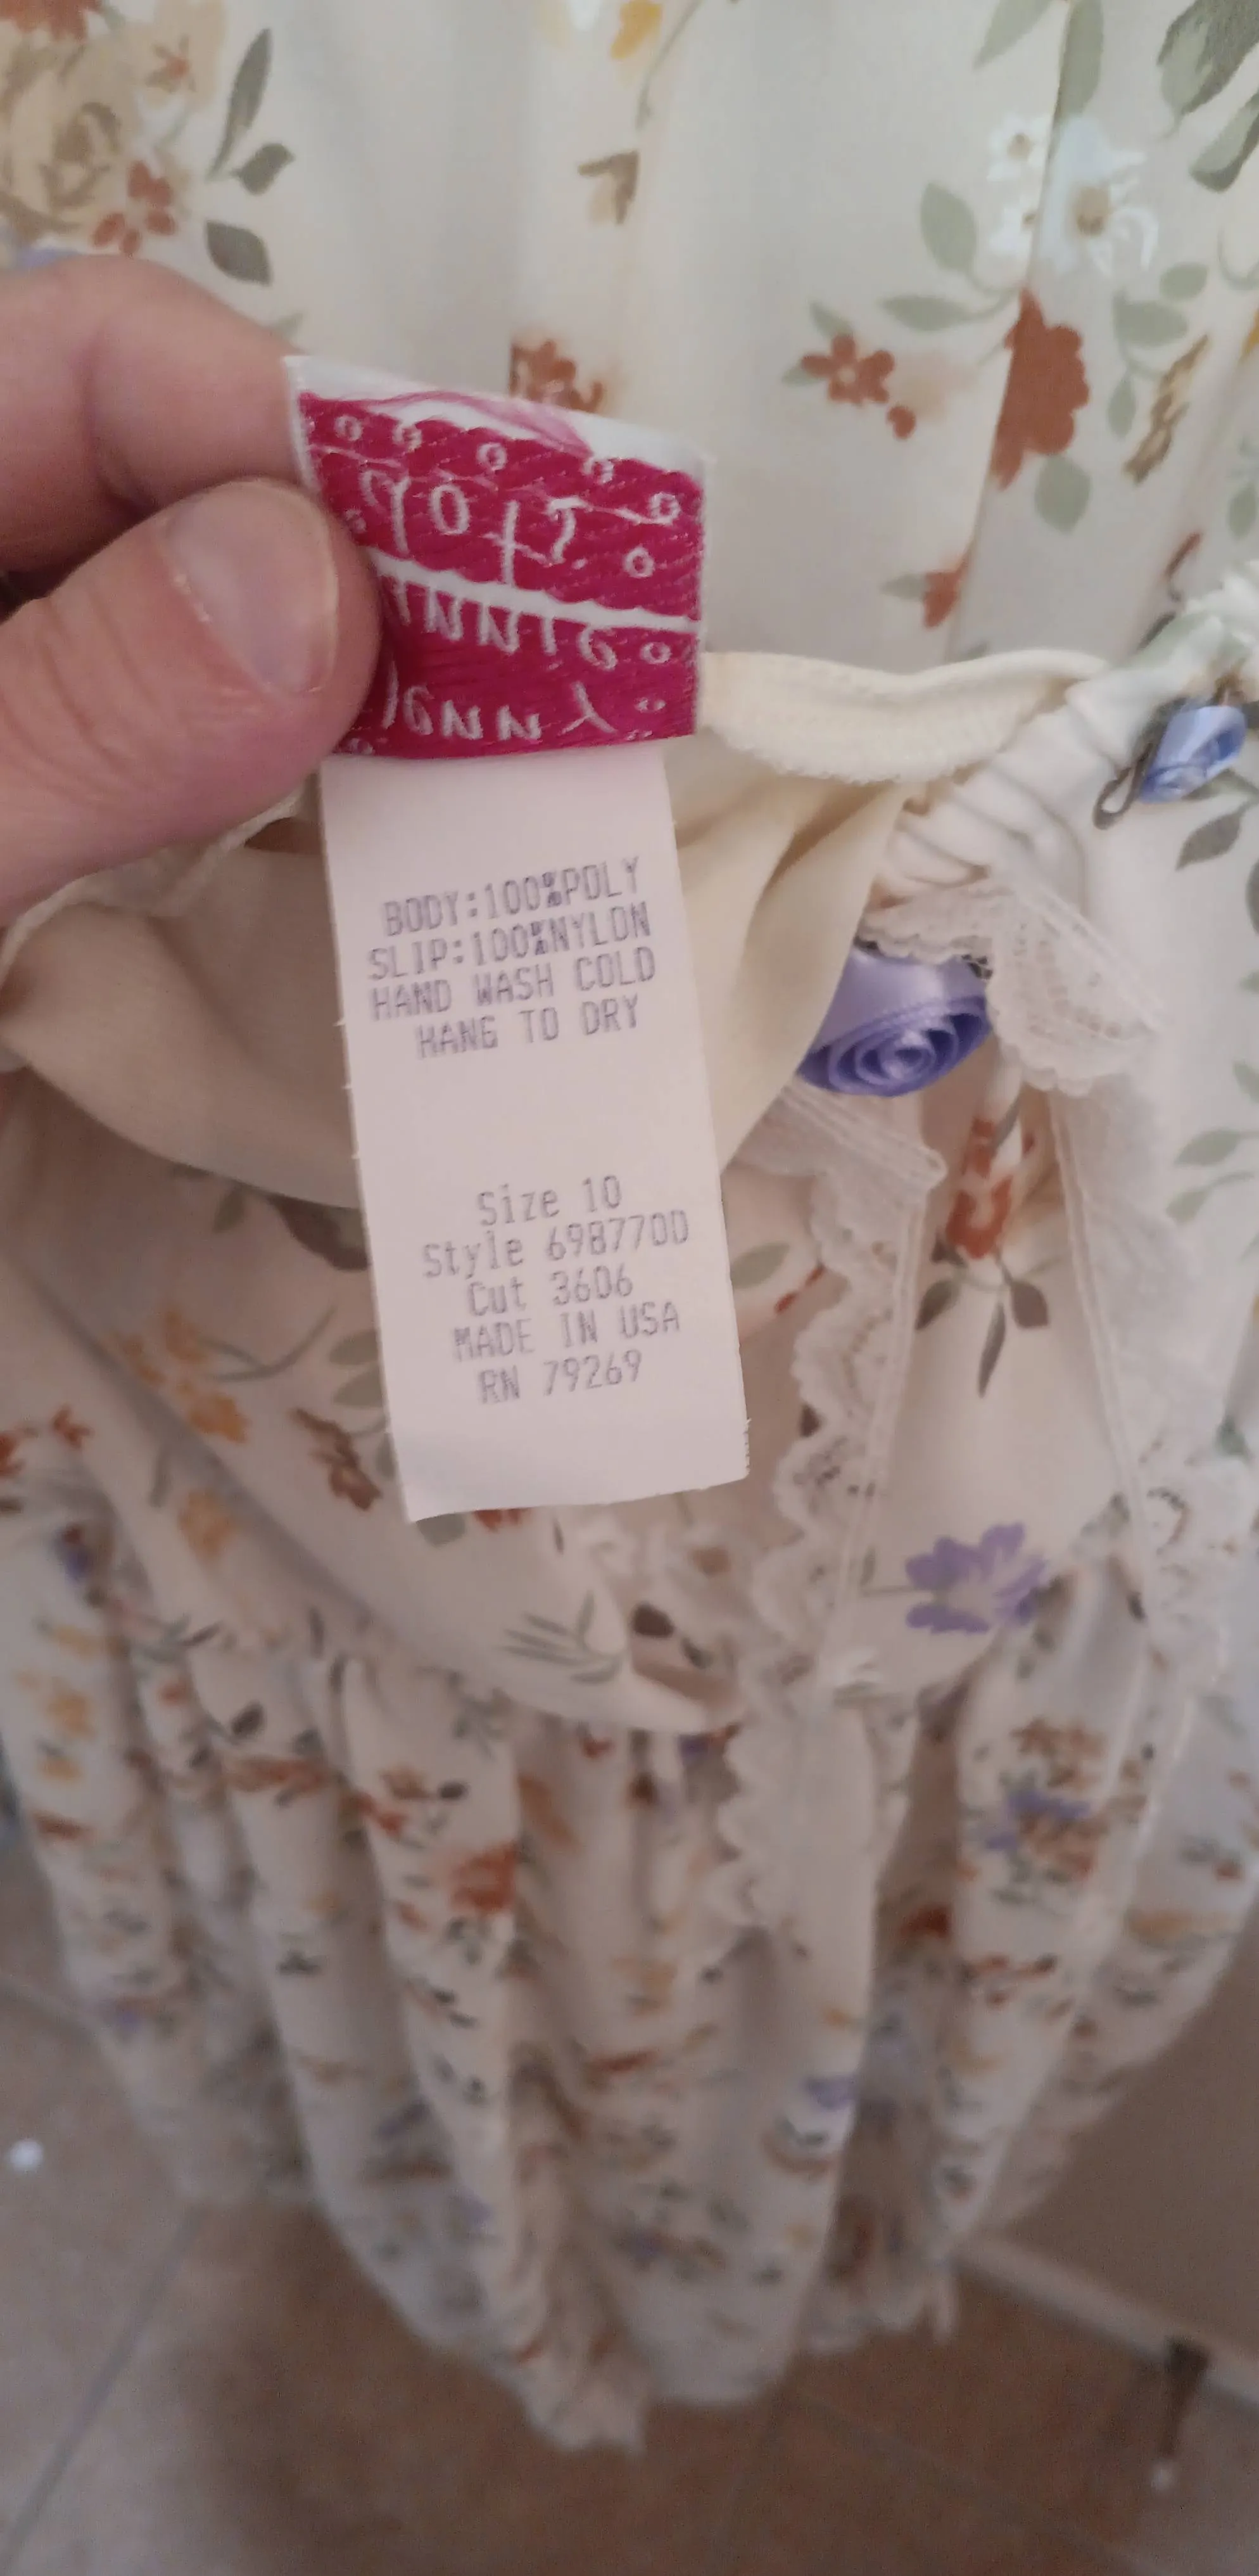 BODY:100%POLY
SLIP:100%NYLON
HAND WASH COLD
HANG TO DRY
Size 10
Style 698770D
Cut 3606
MADE IN USA
RN 79269